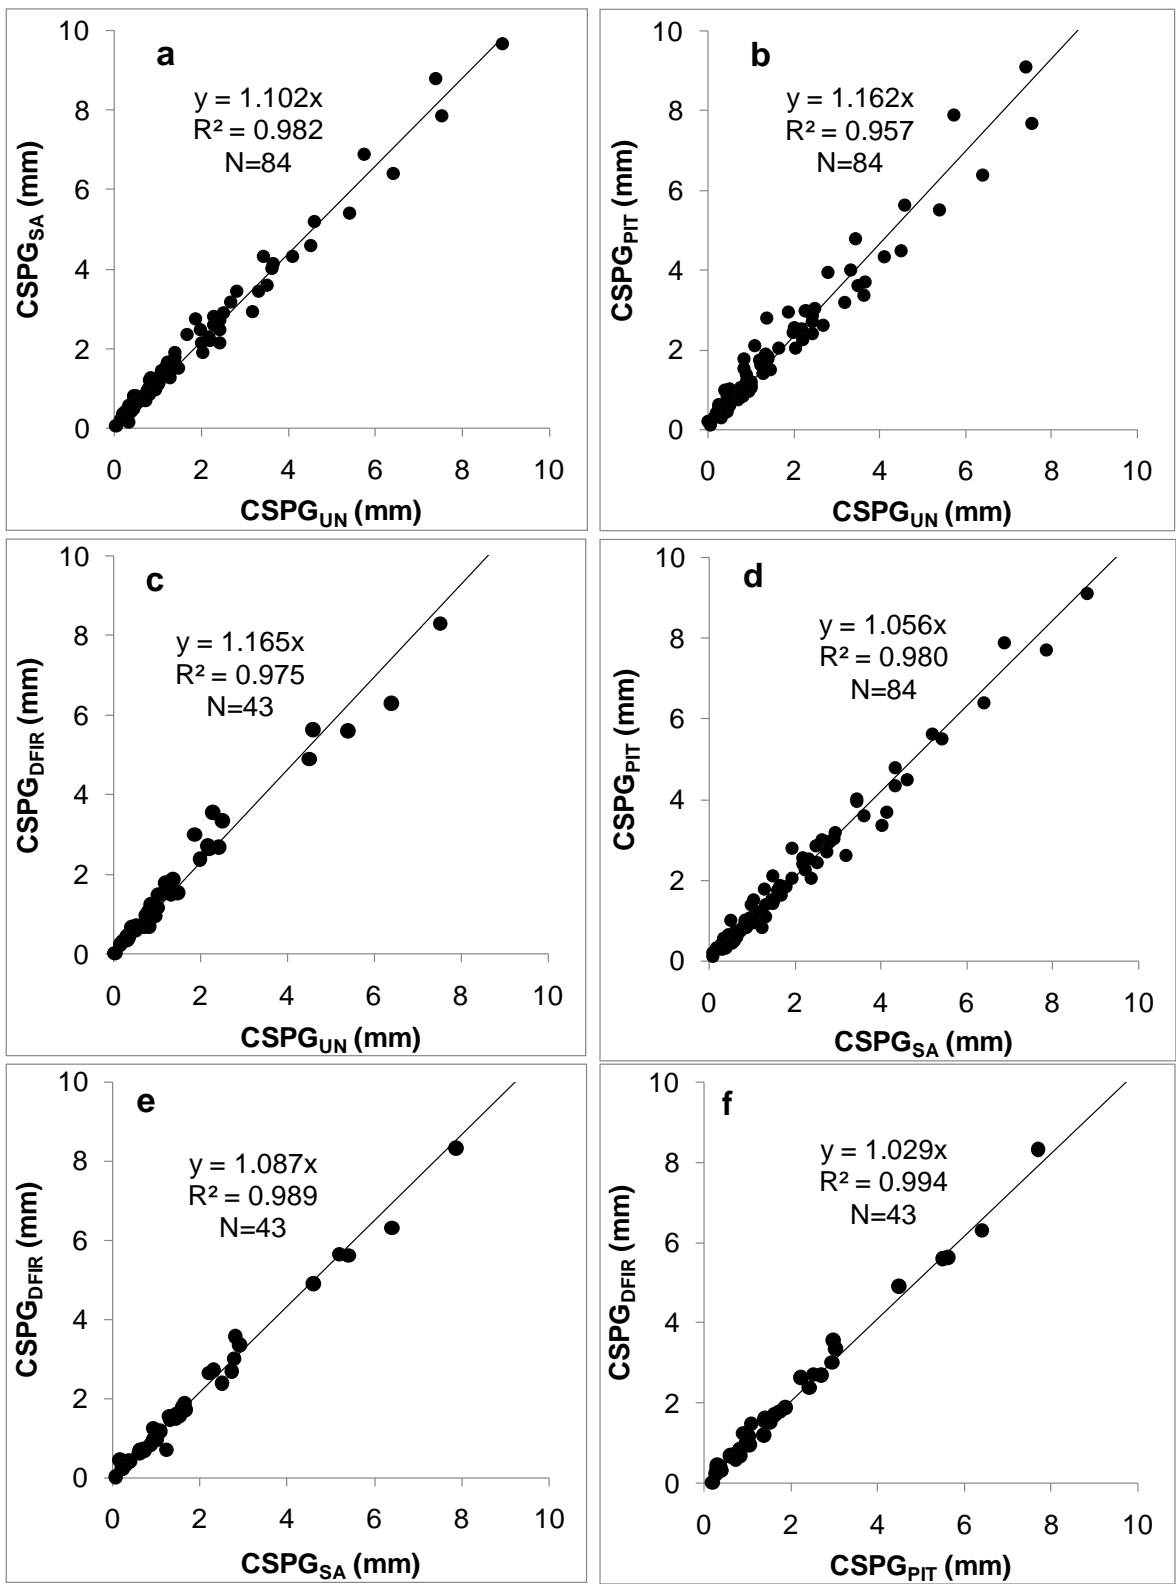 a
y = 1.102x
R² = 0.982
N=84
10
8
6
4
2
0
0 2 4 6 8 10
CSPG_SA (mm)
CSPG_UN (mm)
b
y = 1.162x
R² = 0.957
N=84
10
8
6
4
2
0
0 2 4 6 8 10
CSPG_PIT (mm)
CSPG_UN (mm)
c
y = 1.165x
R² = 0.975
N=43
10
8
6
4
2
0
0 2 4 6 8 10
CSPG_DFIR (mm)
CSPG_UN (mm)
d
y = 1.056x
R² = 0.980
N=84
10
8
6
4
2
0
0 2 4 6 8 10
CSPG_PIT (mm)
CSPG_SA (mm)
e
y = 1.087x
R² = 0.989
N=43
10
8
6
4
2
0
0 2 4 6 8 10
CSPG_DFIR (mm)
CSPG_SA (mm)
f
y = 1.029x
R² = 0.994
N=43
10
8
6
4
2
0
0 2 4 6 8 10
CSPG_DFIR (mm)
CSPG_PIT (mm)